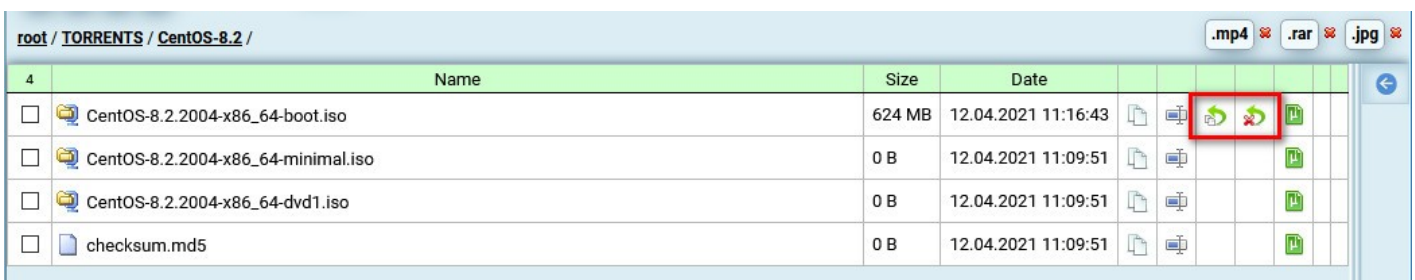 root / TORRENTS / CentOS-8.2 /
.mp4 .rar .jpg
4 Name Size Date
CentOS-8.2.2004-x86_64-boot.iso 624 MB 12.04.2021 11:16:43
CentOS-8.2.2004-x86_64-minimal.iso 0 B 12.04.2021 11:09:51
CentOS-8.2.2004-x86_64-dvd1.iso 0 B 12.04.2021 11:09:51
checksum.md5 0 B 12.04.2021 11:09:51